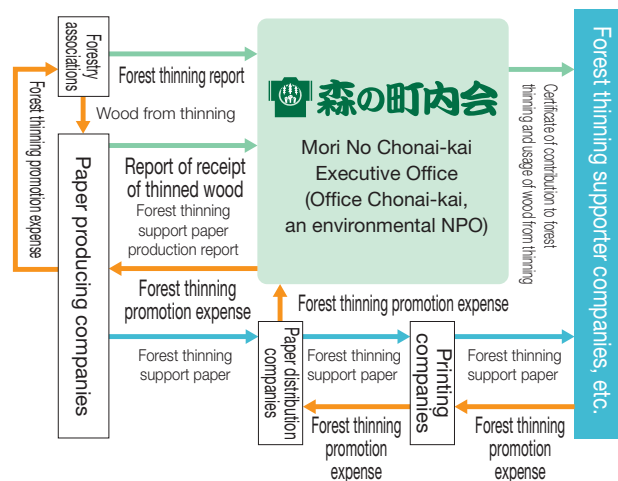 Forestry
associations
Forest thinning report
Wood from thinning
Forest thinning promotion expense
Paper producing companies
Report of receipt
of thinned wood
Forest thinning
support paper
production report
Forest thinning
promotion expense
Forest thinning
support paper
森の町内会
Mori No Chonai-kai
Executive Office
(Office Chonai-kai,
an environmental NPO)
Forest thinning promotion expense
Paper distribution
companies
Forest thinning
support paper
Forest thinning
promotion
expense
Printing
companies
Forest thinning
support paper
Forest thinning
promotion
expense
Certificate of contribution to forest
thinning and usage of wood from thinning
Forest thinning supporter companies, etc.